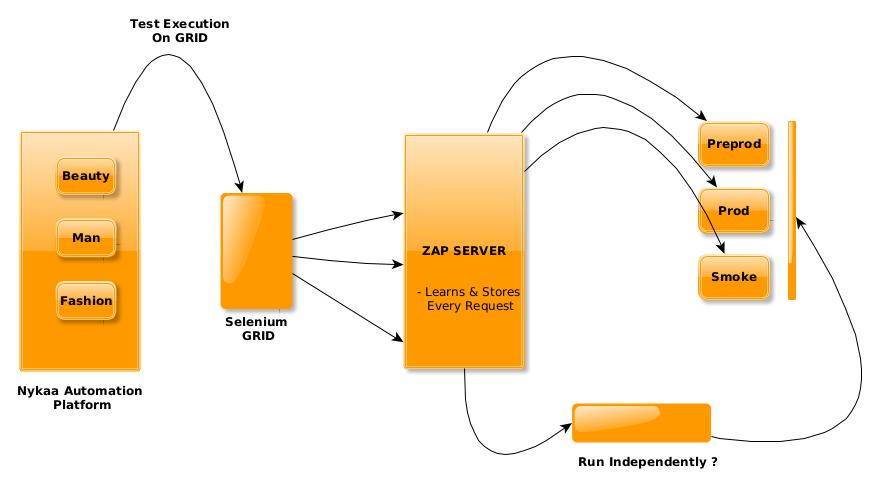 Test Execution
On GRID
Beauty
Man
Fashion
Nykaa Automation
Platform
Selenium
GRID
ZAP SERVER
- Learns & Stores
Every Request
Preprod
Prod
Smoke
Run Independently ?